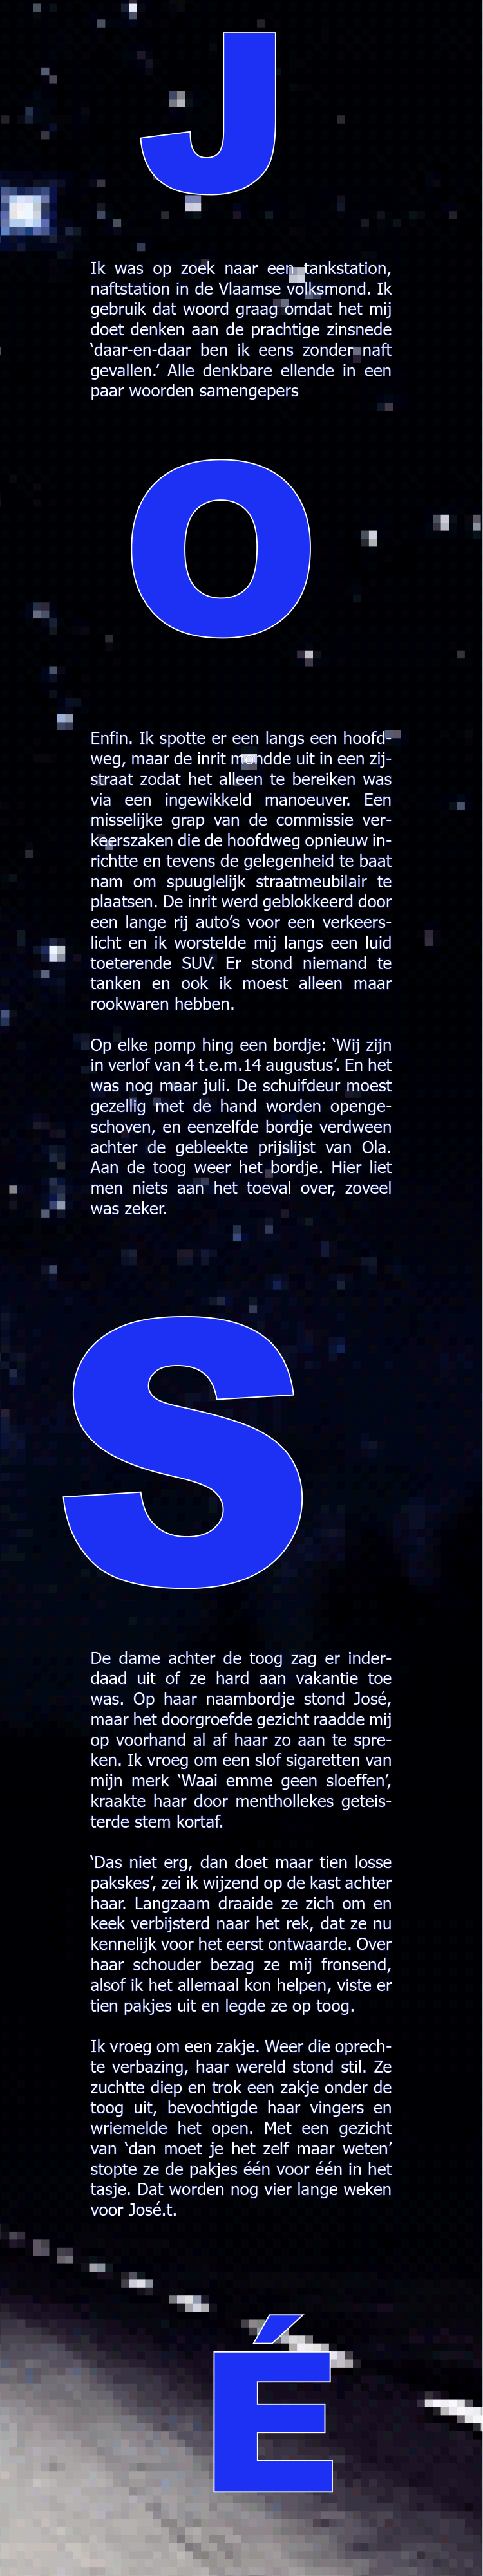 J
Ik was op zoek naar een tankstation,
naftstation in de Vlaamse volksmond. Ik
gebruik dat woord graag omdat het mij
doet denken aan de prachtige zinsnede
‘daar-en-daar ben ik eens zonder naft
gevallen.’ Alle denkbare ellende in een
paar woorden samengepers
O
Enfin. Ik spotte er een langs een hoofd-
weg, maar de inrit mondde uit in een zij-
straat zodat het alleen te bereiken was
via een ingewikkeld manoeuver. Een
misselijke grap van de commissie ver-
keerszaken die de hoofdweg opnieuw in-
richtte en tevens de gelegenheid te baat
nam om spuuglelijk straatmeubilair te
plaatsen. De inrit werd geblokkeerd door
een lange rij auto’s voor een verkeers-
licht en ik worstelde mij langs een luid
toeterende SUV. Er stond niemand te
tanken en ook ik moest alleen maar
rookwaren hebben.
Op elke pomp hing een bordje: ‘Wij zijn
in verlof van 4 t.e.m.14 augustus’. En het
was nog maar juli. De schuifdeur moest
gezellig met de hand worden openge-
schoven, en eenzelfde bordje verdween
achter de gebleekte prijslijst van Ola.
Aan de toog weer het bordje. Hier liet
men niets aan het toeval over, zoveel
was zeker.
S
De dame achter de toog zag er inder-
daad uit of ze hard aan vakantie toe
was. Op haar naambordje stond José,
maar het doorgroefde gezicht raadde mij
op voorhand al af haar zo aan te spre-
ken. Ik vroeg om een slof sigaretten van
mijn merk ‘Waai emme geen sloeffen’,
kraakte haar door menthollekes geteis-
terde stem kortaf.
‘Das niet erg, dan doet maar tien losse
pakskes’, zei ik wijzend op de kast achter
haar. Langzaam draaide ze zich om en
keek verbijsterd naar het rek, dat ze nu
kennelijk voor het eerst ontwaarde. Over
haar schouder bezag ze mij fronsend,
alsof ik het allemaal kon helpen, viste er
tien pakjes uit en legde ze op toog.
Ik vroeg om een zakje. Weer die oprech-
te verbazing, haar wereld stond stil. Ze
zuchtte diep en trok een zakje onder de
toog uit, bevochtigde haar vingers en
wriemelde het open. Met een gezicht
van ‘dan moet je het zelf maar weten’
stopte ze de pakjes één voor één in het
tasje. Dat worden nog vier lange weken
voor José.t.
É